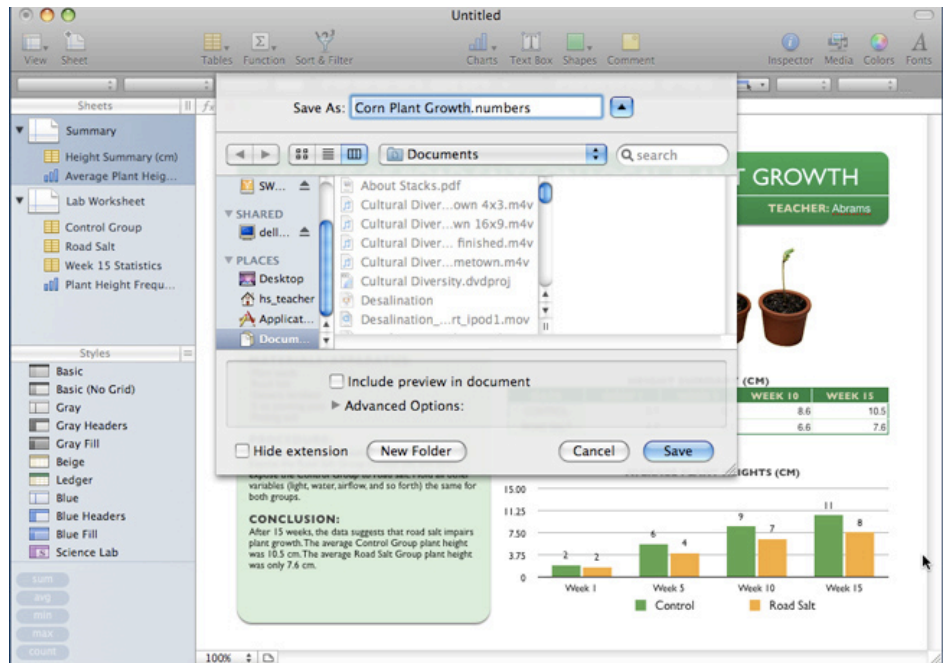 Untitled
View Sheet Tables Function Sort & Filter Charts Text Box Shapes Comment Inspector Media Colors Fonts
Sheets
Summary
Height Summary (cm)
Average Plant Heig...
Lab Worksheet
Control Group
Road Salt
Week 15 Statistics
Plant Height Frequ...
Styles
Basic
Basic (No Grid)
Gray
Gray Headers
Gray Fill
Beige
Ledger
Blue
Blue Headers
Blue Fill
Science Lab
sum
avg
min
max
count
Save As: Corn Plant Growth.numbers
Documents
search
SW...
SHARED
dell...
PLACES
Desktop
hs_teacher
Applicat...
Docum...
About Stacks.pdf
Cultural Diver...own 4x3.m4v
Cultural Diver...wn 16x9.m4v
Cultural Diver... finished.m4v
Cultural Diver...metown.m4v
Cultural Diversity.dvdproj
Desalination
Desalination_...rt_ipod1.mov
Include preview in document
Advanced Options:
Hide extension New Folder Cancel Save
GROWTH
TEACHER: Abrams
(CM)
WEEK 10 WEEK 15
8.6 10.5
6.6 7.6
variables (light, water, airflow, and so forth) the same for
both groups.
CONCLUSION:
After 15 weeks, the data suggests that road salt impairs
plant growth. The average Control Group plant height
was 10.5 cm. The average Road Salt Group plant height
was only 7.6 cm.
HEIGHTS (CM)
15.00
11.25
7.50
3.75
0
2 2 6 4 9 7 11 8
Week 1 Week 5 Week 10 Week 15
Control Road Salt
100%